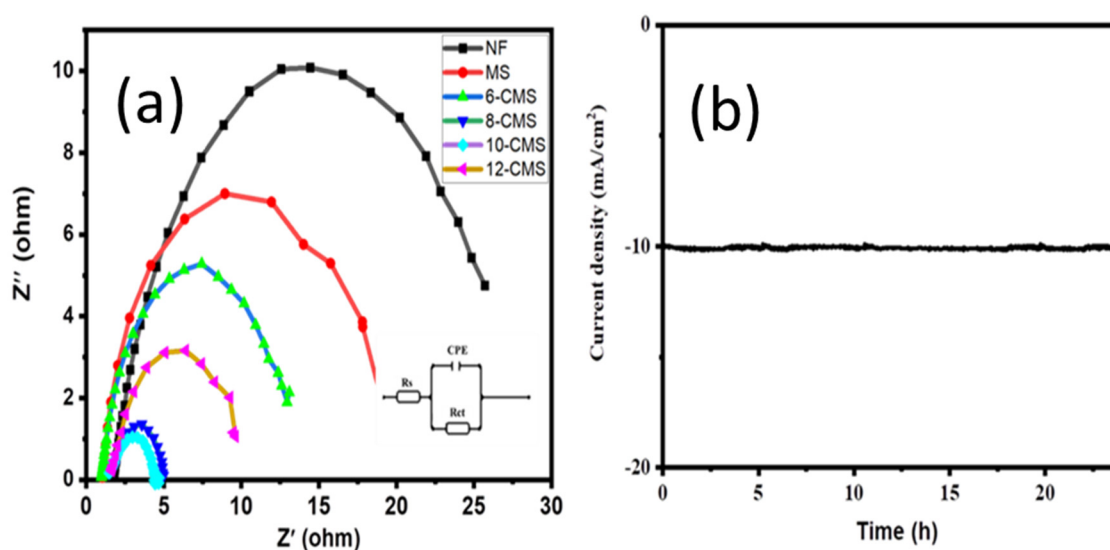 (a)
NF
MS
6-CMS
8-CMS
10-CMS
12-CMS
Z'' (ohm)
10
8
6
4
2
0
CPE
Rs
Rct
0 5 10 15 20 25 30
Z' (ohm)
(b)
Current density (mA/cm²)
0
-10
-20
0 5 10 15 20
Time (h)